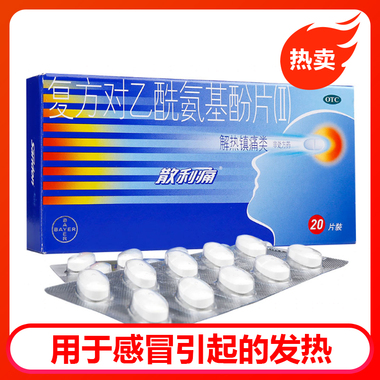 热卖
复方对乙酰氨基酚片(II)
OTC
解热镇痛类
散利痛®
BAYER
20片装
用于感冒引起的发热